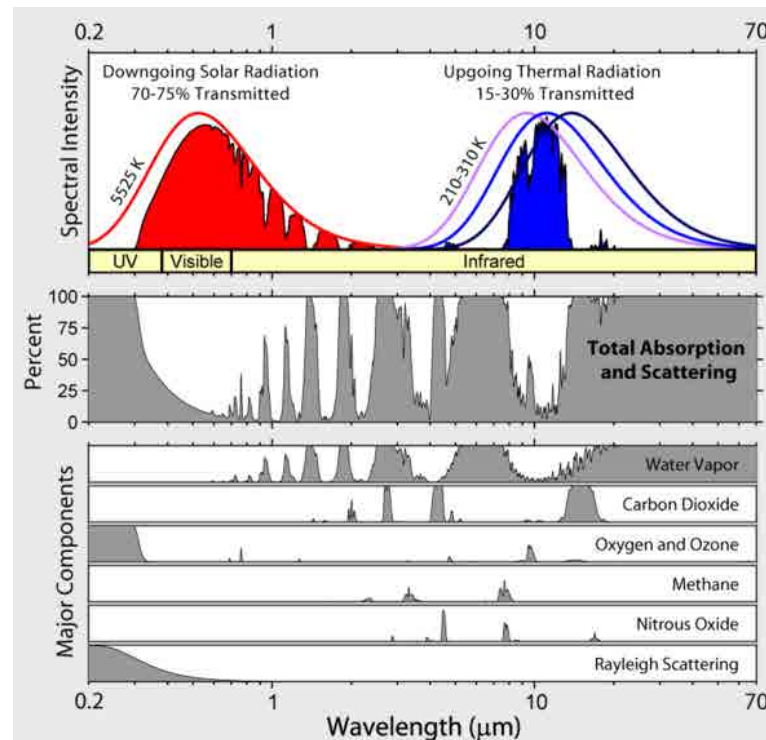 0.2 1 10 70
Downgoing Solar Radiation
70-75% Transmitted
Upgoing Thermal Radiation
15-30% Transmitted
Spectral Intensity
5525 K
210-310 K
UV Visible Infrared
Percent
100
75
50
25
0
Total Absorption
and Scattering
Major Components
Water Vapor
Carbon Dioxide
Oxygen and Ozone
Methane
Nitrous Oxide
Rayleigh Scattering
0.2 1 10 70
Wavelength (μm)